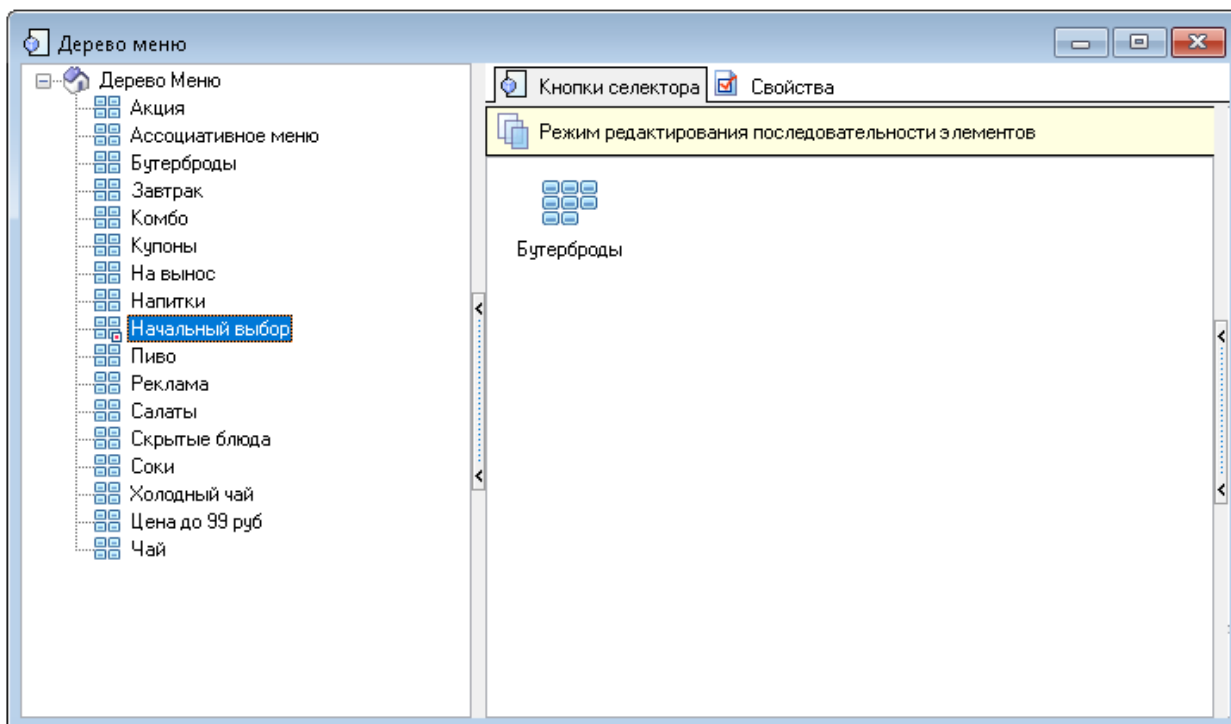 Дерево меню
Дерево Меню
Акция
Ассоциативное меню
Бутерброды
Завтрак
Комбо
Купоны
На вынос
Напитки
Начальный выбор
Пиво
Реклама
Салаты
Скрытые блюда
Соки
Холодный чай
Цена до 99 руб
Чай
Кнопки селектора Свойства
Режим редактирования последовательности элементов
Бутерброды